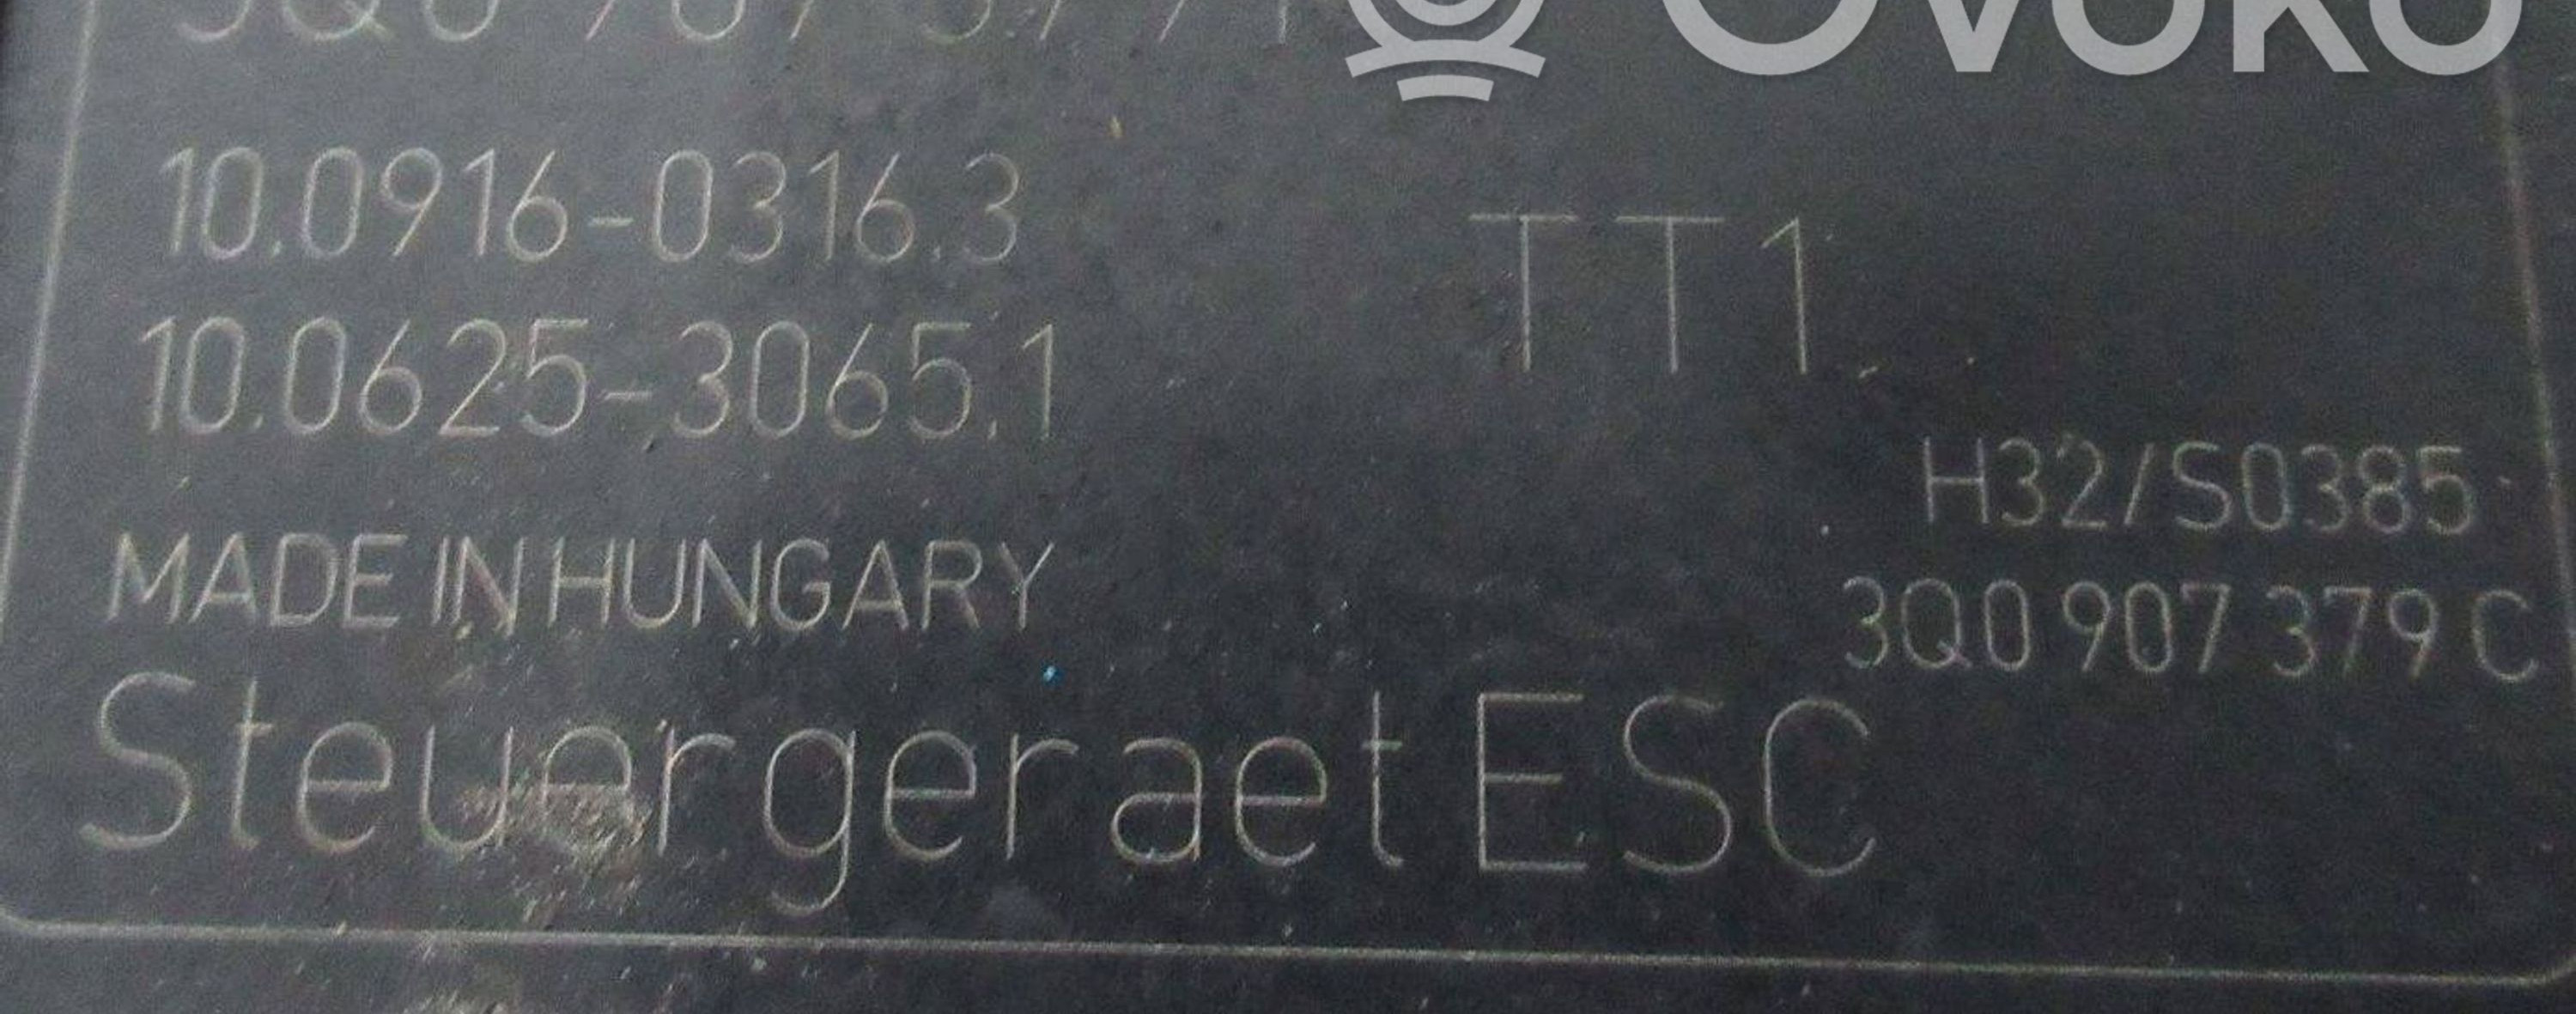 OVOKO
10.0916-0316.3
TT1
10.0625-3065.1
H32/S0385
MADE IN HUNGARY
3Q0 907 379 C
Steuergeraet ESC